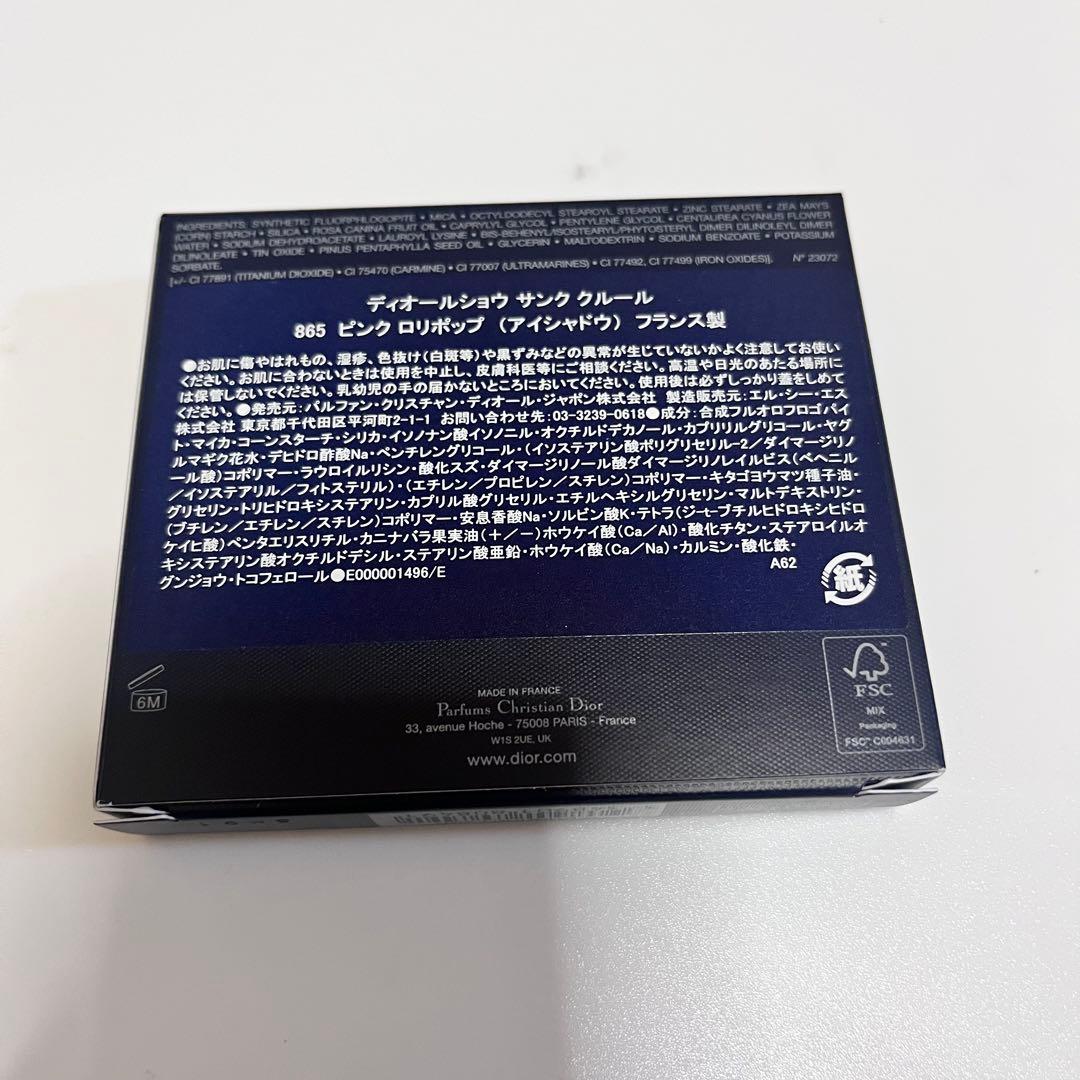 INGREDIENTS: SYNTHETIC FLUORPHLOGOPITE • MICA • OCTYLDODECYL STEAROYL STEARATE • ZINC STEARATE • ZEA MAYS
(CORN) STARCH • SILICA • ROSA CANINA FRUIT OIL • CAPRYLYL GLYCOL • PENTYLENE GLYCOL • CENTAUREA CYANUS FLOWER
WATER • SODIUM DEHYDROACETATE • LAUROYL LYSINE • BIS-BEHENYL/ISOSTEARYL/PHYTOSTERYL DIMER DILINOLEYL DIMER
DILINOLEATE • TIN OXIDE • PINUS PENTAPHYLLA SEED OIL • GLYCERIN • MALTODEXTRIN • SODIUM BENZOATE • POTASSIUM
SORBATE.
[+/- CI 77891 (TITANIUM DIOXIDE) • CI 75470 (CARMINE) • CI 77007 (ULTRAMARINES) • CI 77492, CI 77499 (IRON OXIDES)]. N° 23072
ディオールショウ サンク クルール
865 ピンク ロリポップ (アイシャドウ) フランス製
●お肌に傷やはれもの、湿疹、色抜け(白斑等)や黒ずみなどの異常が生じていないかよく注意してお使い
ください。お肌に合わないときは使用を中止し、皮膚科医等にご相談ください。高温や日光のあたる場所に
は保管しないでください。乳幼児の手の届かないところにおいてください。使用後は必ずしっかり蓋をしめて
ください。●発売元:パルファン・クリスチャン・ディオール・ジャポン株式会社 製造販売元:エル・シー・エス
株式会社 東京都千代田区平河町2-1-1 お問い合わせ先:03-3239-0618●成分:合成フルオロフロゴパイ
ト・マイカ・コーンスターチ・シリカ・イソノナン酸イソノニル・オクチルドデカノール・カプリリルグリコール・ヤグ
ルマギク花水・デヒドロ酢酸Na・ペンチレングリコール・(イソステアリン酸ポリグリセリル-2/ダイマージリノ
ール酸)コポリマー・ラウロイルリシン・酸化スズ・ダイマージリノール酸ダイマージリノレイルビス(ベヘニル
/イソステアリル/フィトステリル)・(エチレン/プロピレン/スチレン)コポリマー・キタゴヨウマツ種子油・
グリセリン・トリヒドロキシステアリン・カプリル酸グリセリル・エチルヘキシルグリセリン・マルトデキストリン・
(ブチレン/エチレン/スチレン)コポリマー・安息香酸Na・ソルビン酸K・テトラ(ジ-t-ブチルヒドロキシヒドロ
オケイヒ酸)ペンタエリスリチル・カニナバラ果実油(+/-)ホウケイ酸(Ca/Al)・酸化チタン・ステアロイルオ
キシステアリン酸オクチルドデシル・ステアリン酸亜鉛・ホウケイ酸(Ca/Na)・カルミン・酸化鉄・
グンジョウ・トコフェロール●E000001496/E
A62
紙
6M
MADE IN FRANCE
Parfums Christian Dior
33, avenue Hoche - 75008 PARIS - France
W1S 2UE, UK
www.dior.com
FSC
MIX
Packaging
FSC™ C004631